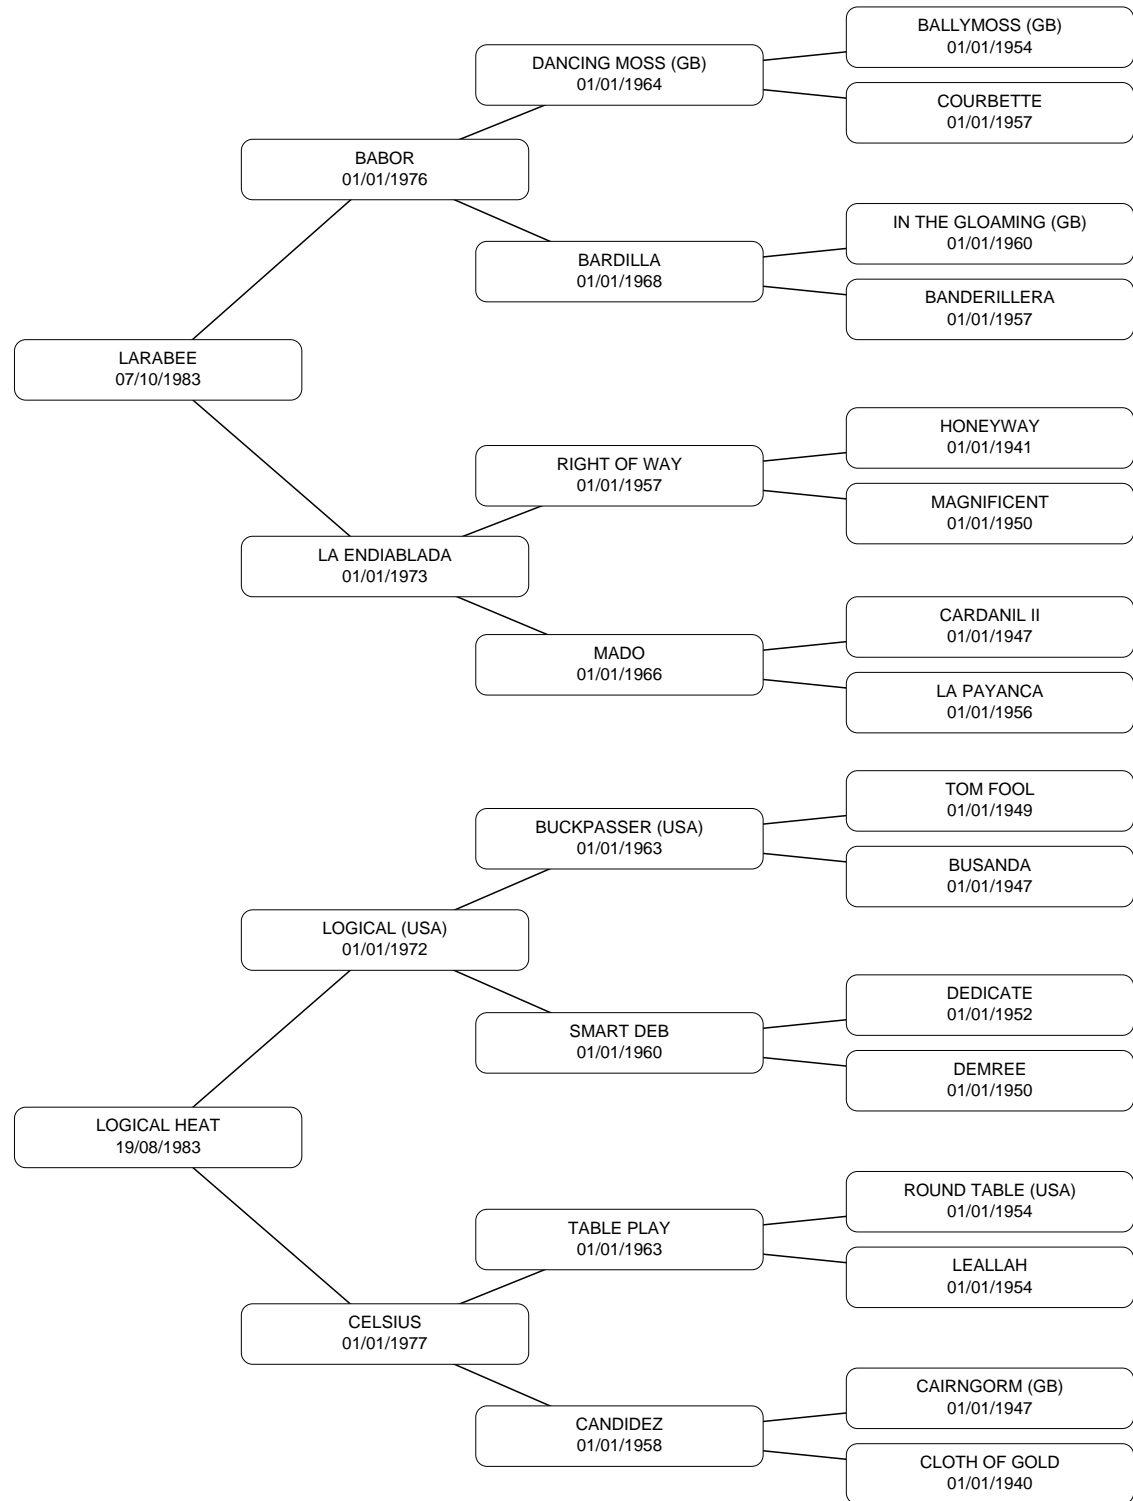 BALLYMOSS (GB)
01/01/1954
DANCING MOSS (GB)
01/01/1964
COURBETTE
01/01/1957
BABOR
01/01/1976
IN THE GLOAMING (GB)
01/01/1960
BARDILLA
01/01/1968
BANDERILLERA
01/01/1957
LARABEE
07/10/1983
HONEYWAY
01/01/1941
RIGHT OF WAY
01/01/1957
MAGNIFICENT
01/01/1950
LA ENDIABLADA
01/01/1973
CARDANIL II
01/01/1947
MADO
01/01/1966
LA PAYANCA
01/01/1956
TOM FOOL
01/01/1949
BUCKPASSER (USA)
01/01/1963
BUSANDA
01/01/1947
LOGICAL (USA)
01/01/1972
DEDICATE
01/01/1952
SMART DEB
01/01/1960
DEMREE
01/01/1950
LOGICAL HEAT
19/08/1983
ROUND TABLE (USA)
01/01/1954
TABLE PLAY
01/01/1963
LEALLAH
01/01/1954
CELSIUS
01/01/1977
CAIRNGORM (GB)
01/01/1947
CANDIDEZ
01/01/1958
CLOTH OF GOLD
01/01/1940